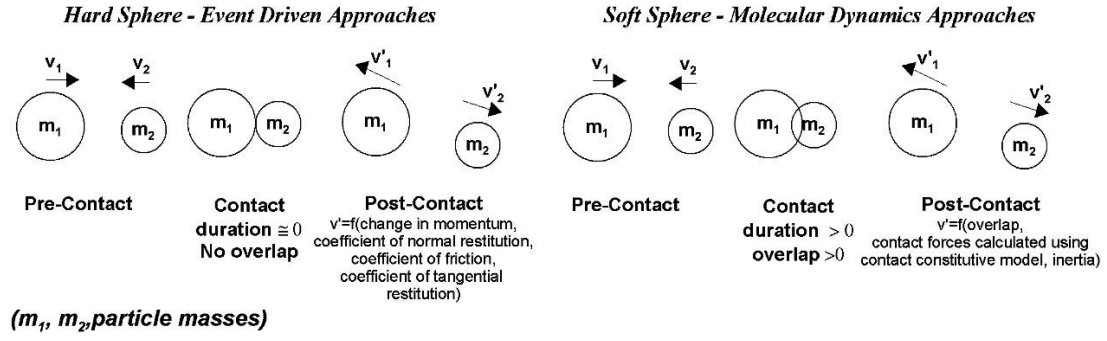 Hard Sphere - Event Driven Approaches
v₁
v₂
m₁
m₂
m₁
m₂
v'₁
v'₂
m₁
m₂
Pre-Contact
Contact
duration ≅ 0
No overlap
Post-Contact
v'=f(change in momentum,
coefficient of normal restitution,
coefficient of friction,
coefficient of tangential
restitution)
Soft Sphere - Molecular Dynamics Approaches
v₁
v₂
m₁
m₂
m₁
m₂
v'₁
v'₂
m₁
m₂
Pre-Contact
Contact
duration > 0
overlap >0
Post-Contact
v'=f(overlap,
contact forces calculated using
contact constitutive model, inertia)
(m₁, m₂,particle masses)